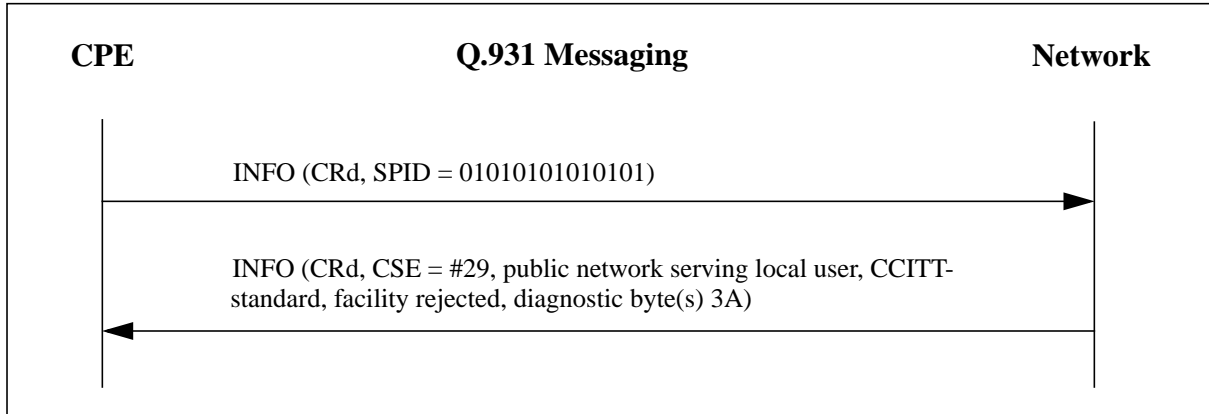 CPE Q.931 Messaging Network
INFO (CRd, SPID = 01010101010101)
INFO (CRd, CSE = #29, public network serving local user, CCITT-
standard, facility rejected, diagnostic byte(s) 3A)